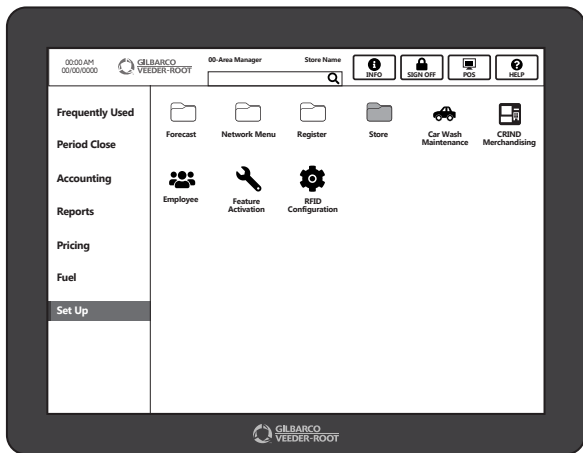 00:00 AM
00/00/0000
GILBARCO
VEEDER-ROOT
00-Area Manager
Store Name
INFO
SIGN OFF
POS
HELP
Frequently Used
Period Close
Accounting
Reports
Pricing
Fuel
Set Up
Forecast
Network Menu
Register
Store
Car Wash
Maintenance
CRIND
Merchandising
Employee
Feature
Activation
RFID
Configuration
GILBARCO
VEEDER-ROOT